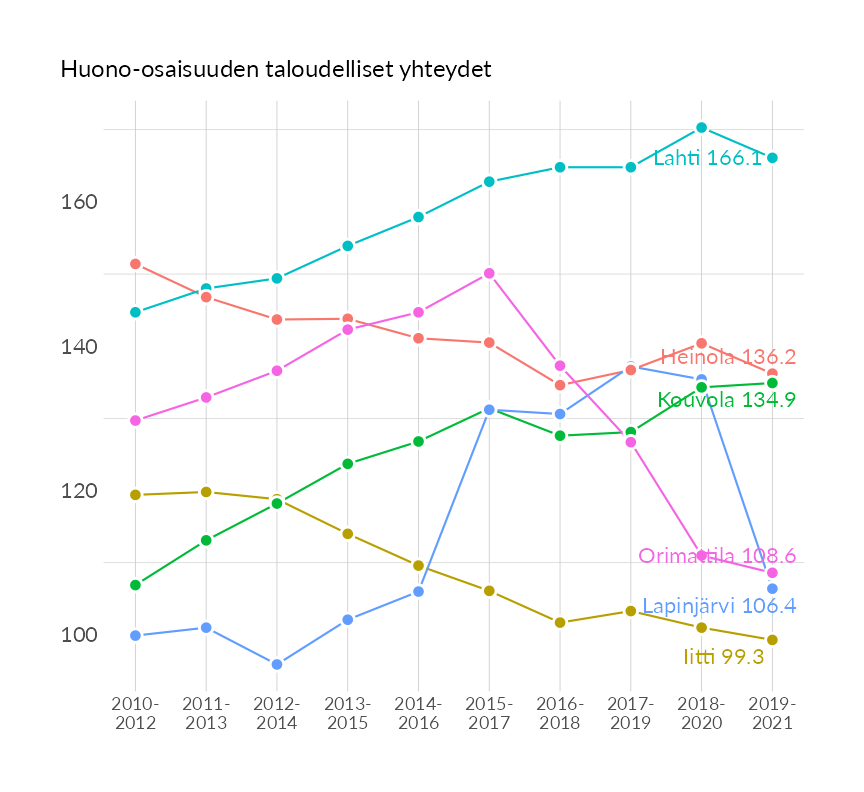 Huono-osaisuuden taloudelliset yhteydet
Lahti 166.1
160
140
Heinola 136.2
Kouvola 134.9
120
Orimattila 108.6
Lapinjärvi 106.4
100
Iitti 99.3
2010- 2011- 2012- 2013- 2014- 2015- 2016- 2017- 2018- 2019-
2012 2013 2014 2015 2016 2017 2018 2019 2020 2021